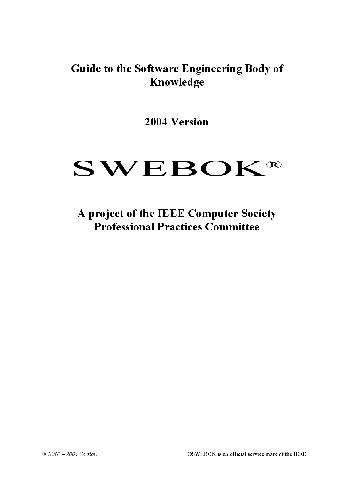 Guide to the Software Engineering Body of
Knowledge
2004 Version
SWEBOK®
A project of the IEEE Computer Society
Professional Practices Committee
© IEEE – 2004 Version
®SWEBOK is an official service mark of the IEEE